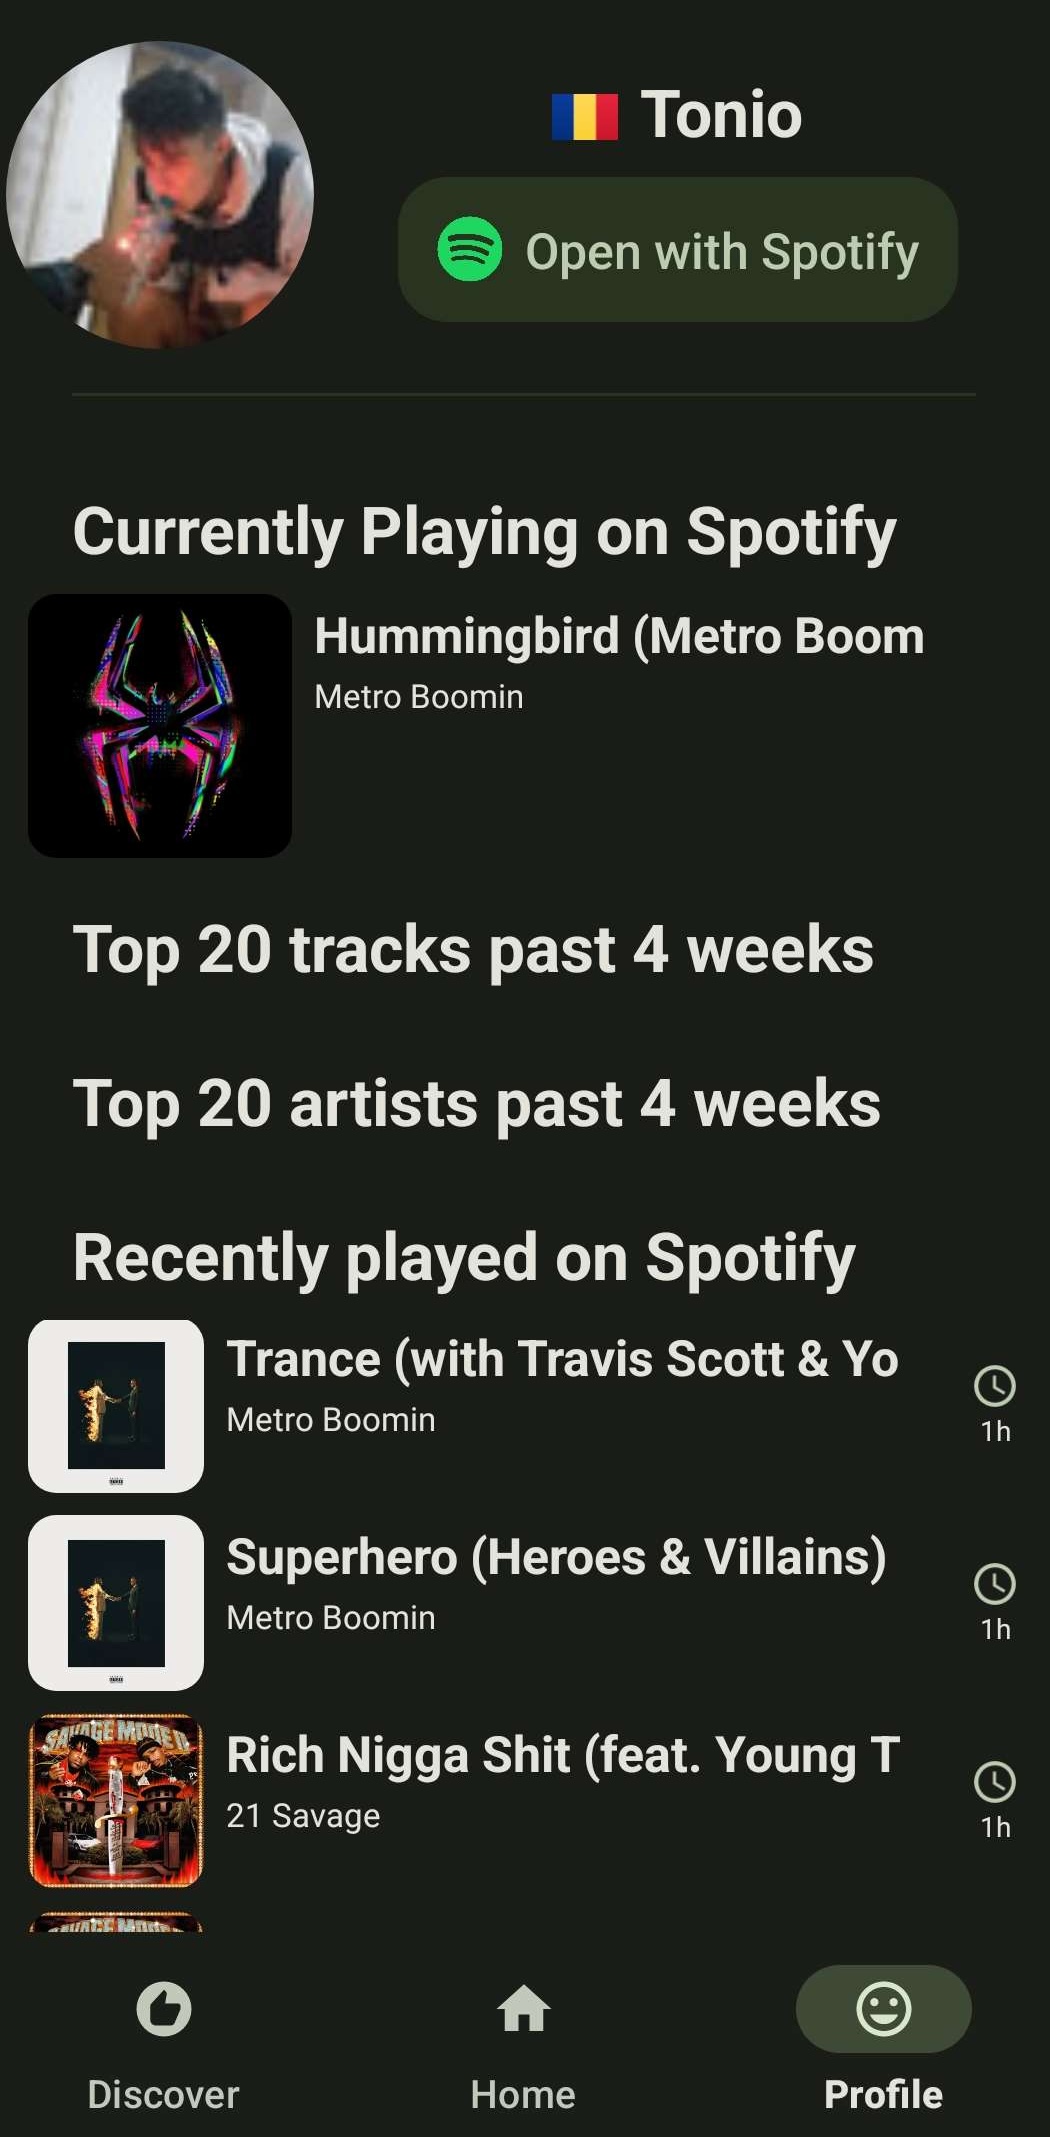 Tonio
Open with Spotify
Currently Playing on Spotify
Hummingbird (Metro Boom
Metro Boomin
Top 20 tracks past 4 weeks
Top 20 artists past 4 weeks
Recently played on Spotify
Trance (with Travis Scott & Yo
Metro Boomin
1h
Superhero (Heroes & Villains)
Metro Boomin
1h
SAVAGE MODE II
Rich Nigga Shit (feat. Young T
21 Savage
1h
SAVAGE MODE
Discover
Home
Profile